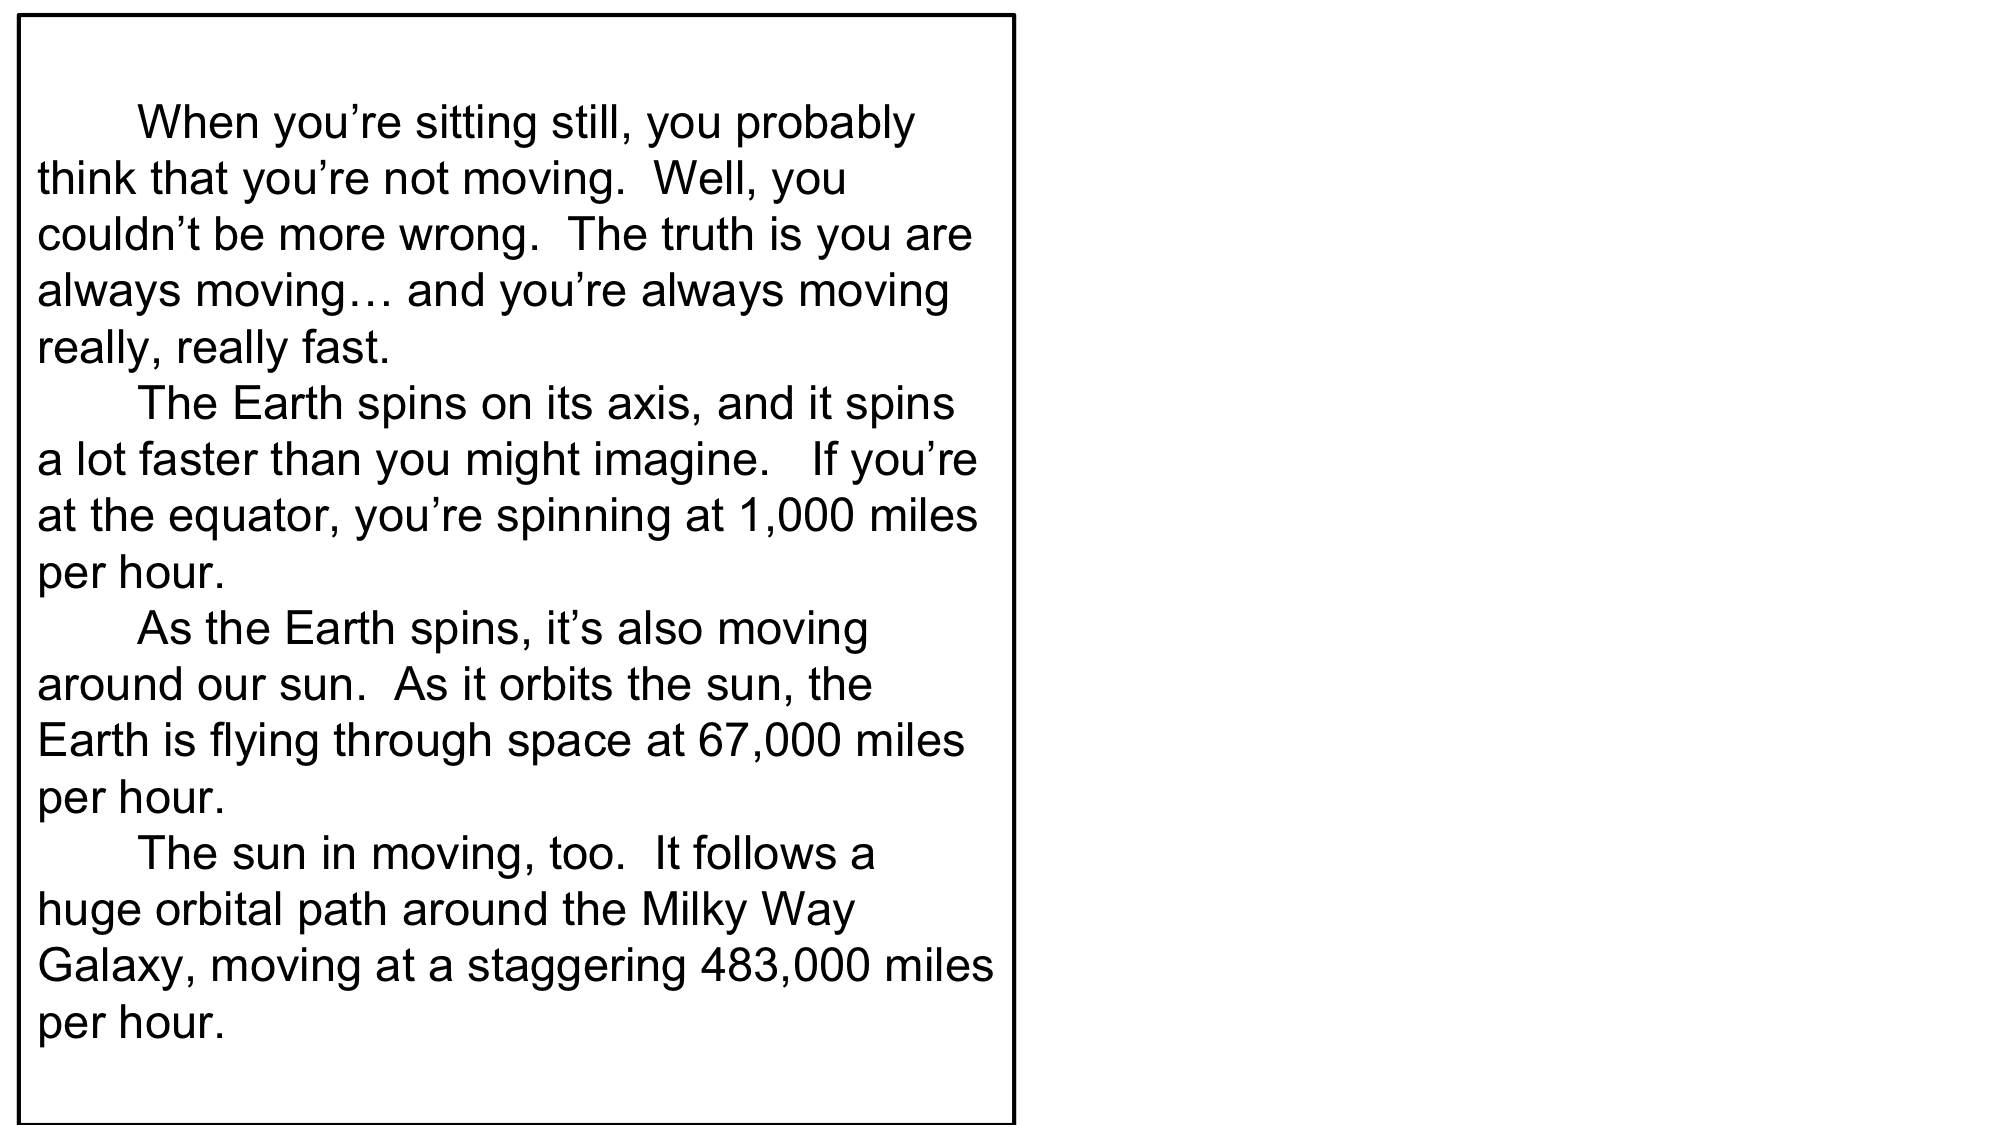 When you’re sitting still, you probably
think that you’re not moving.  Well, you
couldn’t be more wrong.  The truth is you are
always moving… and you’re always moving
really, really fast.
The Earth spins on its axis, and it spins
a lot faster than you might imagine.   If you’re
at the equator, you’re spinning at 1,000 miles
per hour.
As the Earth spins, it’s also moving
around our sun.  As it orbits the sun, the
Earth is flying through space at 67,000 miles
per hour.
The sun in moving, too.  It follows a
huge orbital path around the Milky Way
Galaxy, moving at a staggering 483,000 miles
per hour.